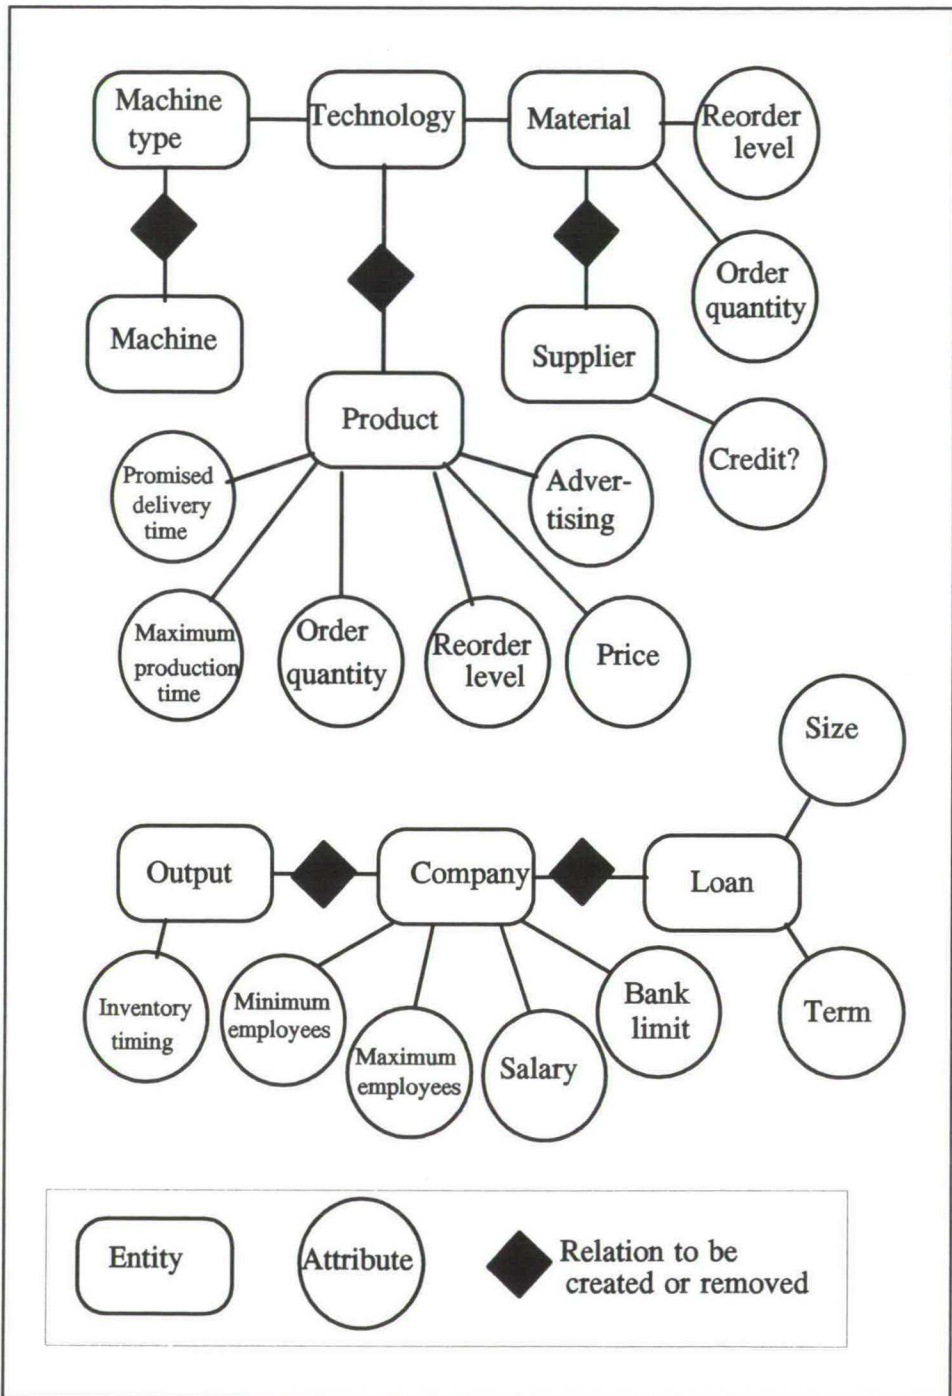 Machine
type
Technology
Material
Reorder
level
Order
quantity
Machine
Supplier
Product
Credit?
Promised
delivery
time
Adver-
tising
Maximum
production
time
Order
quantity
Reorder
level
Price
Size
Output
Company
Loan
Inventory
timing
Minimum
employees
Maximum
employees
Salary
Bank
limit
Term
Entity
Attribute
Relation to be
created or removed